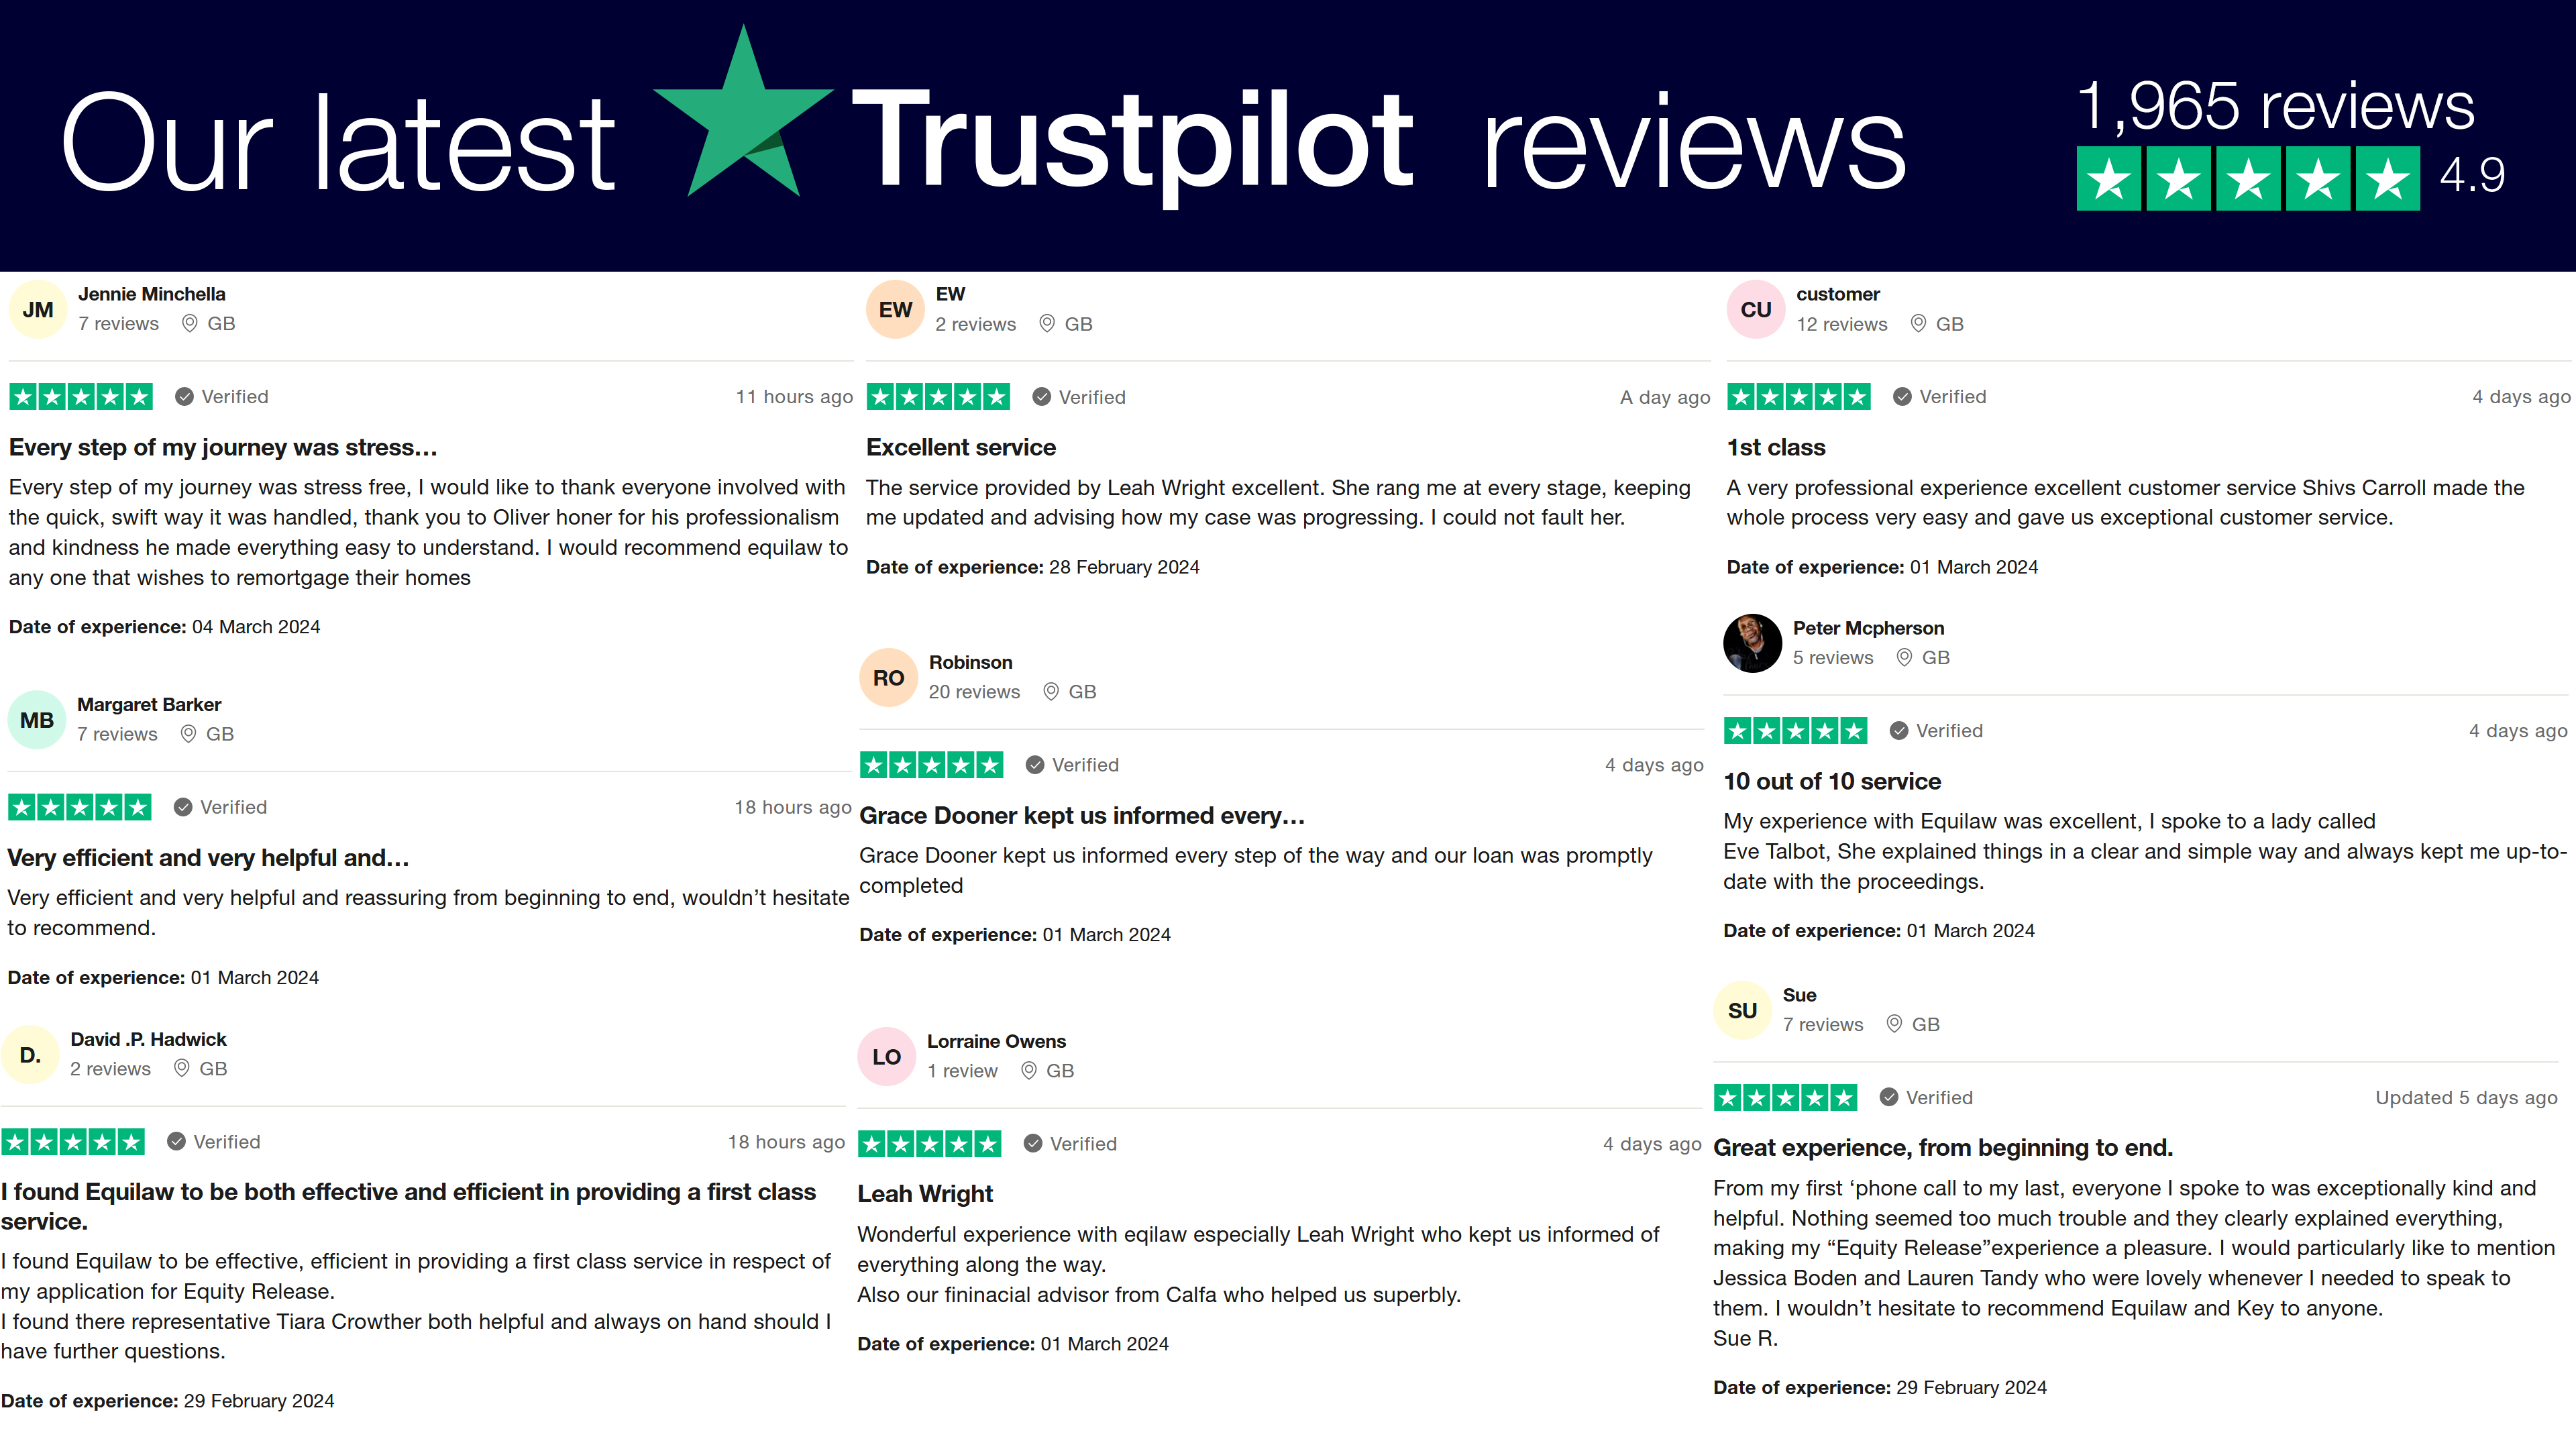 Our latest Trustpilot reviews
1,965 reviews
4.9
JM
Jennie Minchella
7 reviews GB
Verified 11 hours ago
Every step of my journey was stress…
Every step of my journey was stress free, I would like to thank everyone involved with
the quick, swift way it was handled, thank you to Oliver honer for his professionalism
and kindness he made everything easy to understand. I would recommend equilaw to
any one that wishes to remortgage their homes
Date of experience: 04 March 2024
MB
Margaret Barker
7 reviews GB
Verified 18 hours ago
Very efficient and very helpful and…
Very efficient and very helpful and reassuring from beginning to end, wouldn’t hesitate
to recommend.
Date of experience: 01 March 2024
D.
David .P. Hadwick
2 reviews GB
Verified 18 hours ago
I found Equilaw to be both effective and efficient in providing a first class
service.
I found Equilaw to be effective, efficient in providing a first class service in respect of
my application for Equity Release.
I found there representative Tiara Crowther both helpful and always on hand should I
have further questions.
Date of experience: 29 February 2024
EW
EW
2 reviews GB
Verified A day ago
Excellent service
The service provided by Leah Wright excellent. She rang me at every stage, keeping
me updated and advising how my case was progressing. I could not fault her.
Date of experience: 28 February 2024
RO
Robinson
20 reviews GB
Verified 4 days ago
Grace Dooner kept us informed every…
Grace Dooner kept us informed every step of the way and our loan was promptly
completed
Date of experience: 01 March 2024
LO
Lorraine Owens
1 review GB
Verified 4 days ago
Leah Wright
Wonderful experience with eqilaw especially Leah Wright who kept us informed of
everything along the way.
Also our fininacial advisor from Calfa who helped us superbly.
Date of experience: 01 March 2024
CU
customer
12 reviews GB
Verified 4 days ago
1st class
A very professional experience excellent customer service Shivs Carroll made the
whole process very easy and gave us exceptional customer service.
Date of experience: 01 March 2024
Peter Mcpherson
5 reviews GB
Verified 4 days ago
10 out of 10 service
My experience with Equilaw was excellent, I spoke to a lady called
Eve Talbot, She explained things in a clear and simple way and always kept me up-to-
date with the proceedings.
Date of experience: 01 March 2024
SU
Sue
7 reviews GB
Verified Updated 5 days ago
Great experience, from beginning to end.
From my first ‘phone call to my last, everyone I spoke to was exceptionally kind and
helpful. Nothing seemed too much trouble and they clearly explained everything,
making my “Equity Release”experience a pleasure. I would particularly like to mention
Jessica Boden and Lauren Tandy who were lovely whenever I needed to speak to
them. I wouldn’t hesitate to recommend Equilaw and Key to anyone.
Sue R.
Date of experience: 29 February 2024